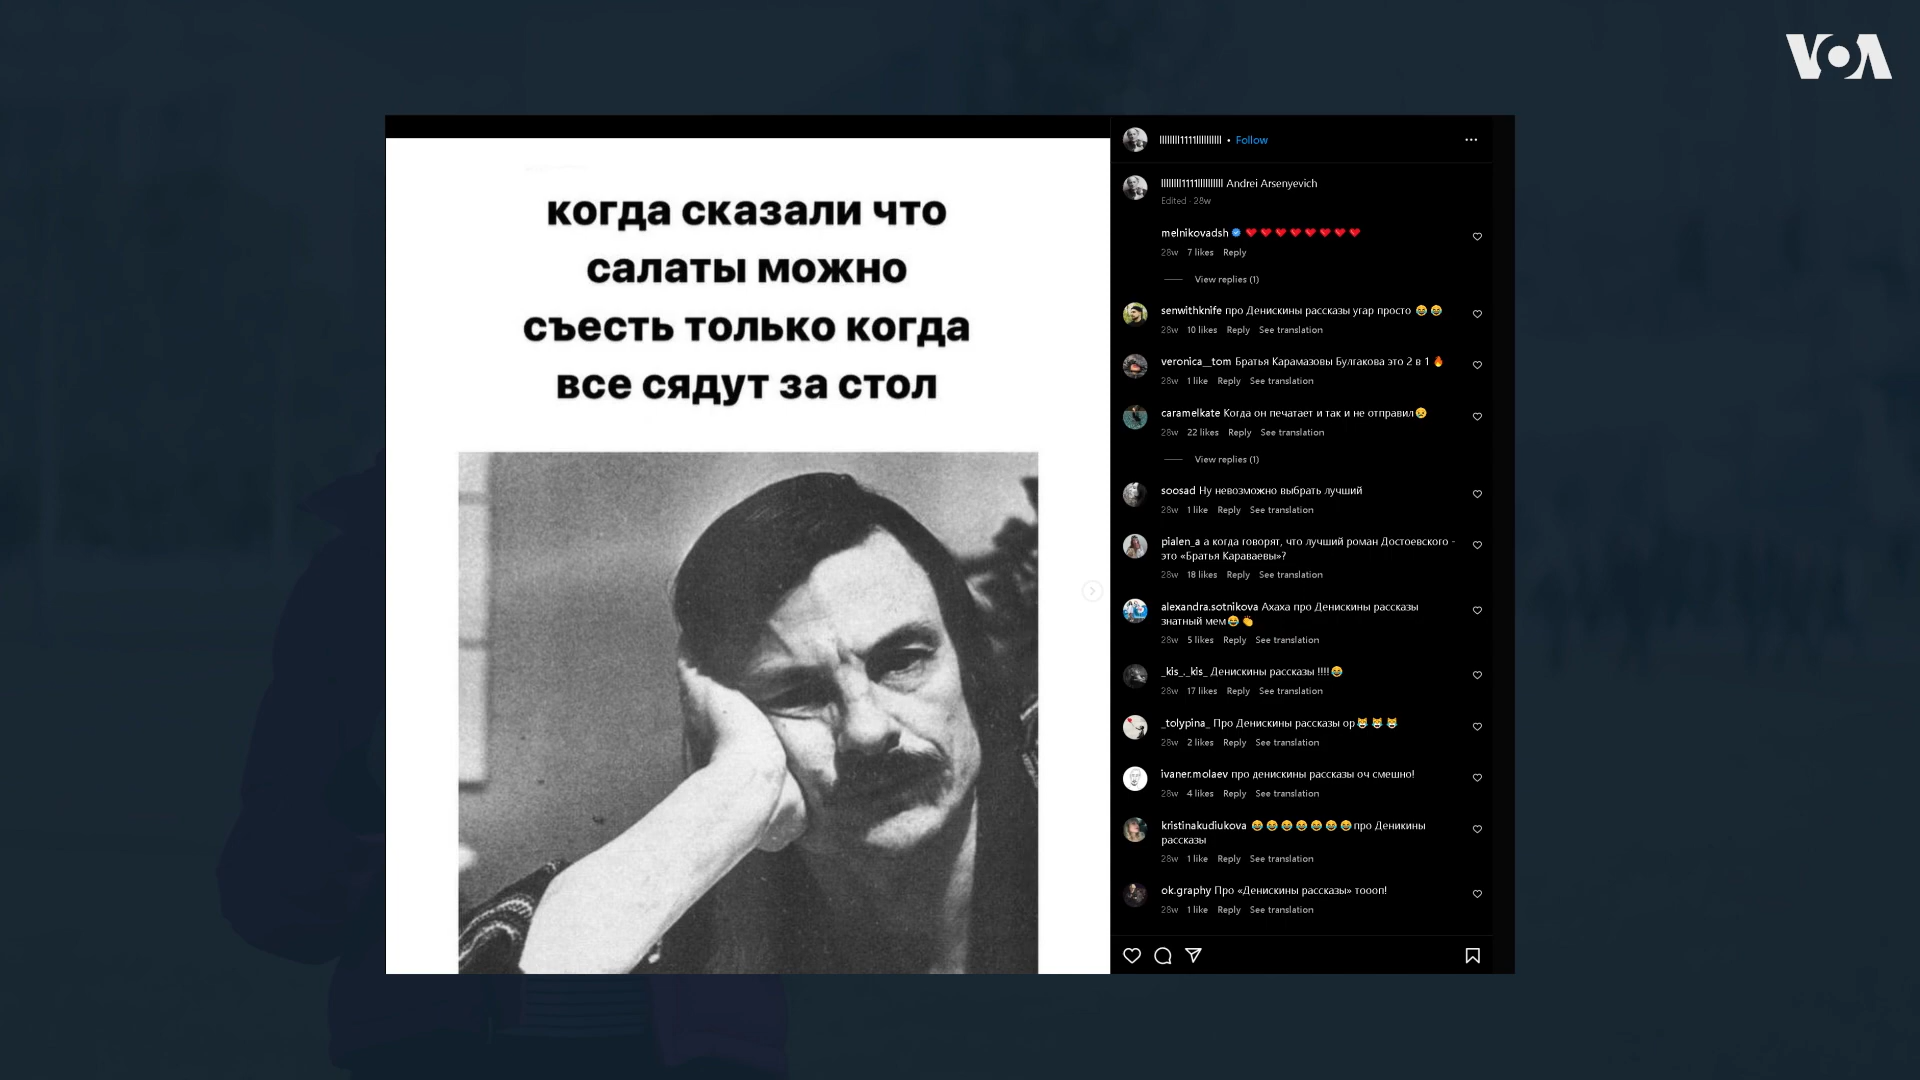 VOA
когда сказали что
салаты можно
съесть только когда
все сядут за стол
• Follow
Andrei Arsenyevich
Edited · 28w
melnikovadsh
28w 7 likes Reply
View replies (1)
senwithknife про Денискины рассказы угар просто 😂 😂
28w 10 likes Reply See translation
veronica__tom Братья Карамазовы Булгакова это 2 в 1 🔥
28w 1 like Reply See translation
caramelkate Когда он печатает и так и не отправил
28w 22 likes Reply See translation
View replies (1)
soosad Ну невозможно выбрать лучший
28w 1 like Reply See translation
pialen_a а когда говорят, что лучший роман Достоевского -
это «Братья Караваевы»?
28w 18 likes Reply See translation
alexandra.sotnikova Ахаха про Денискины рассказы
знатный мем😂👏
28w 5 likes Reply See translation
_kis_._kis_ Денискины рассказы !!!!😂
28w 17 likes Reply See translation
_tolypina_ Про Денискины рассказы ор😹 😹 😹
28w 2 likes Reply See translation
ivaner.molaev про денискины рассказы оч смешно!
28w 4 likes Reply See translation
kristinakudiukova 😂😂😂😂😂😂😂про Деникины
рассказы
28w 1 like Reply See translation
ok.graphy Про «Денискины рассказы» тоооп!
28w 1 like Reply See translation